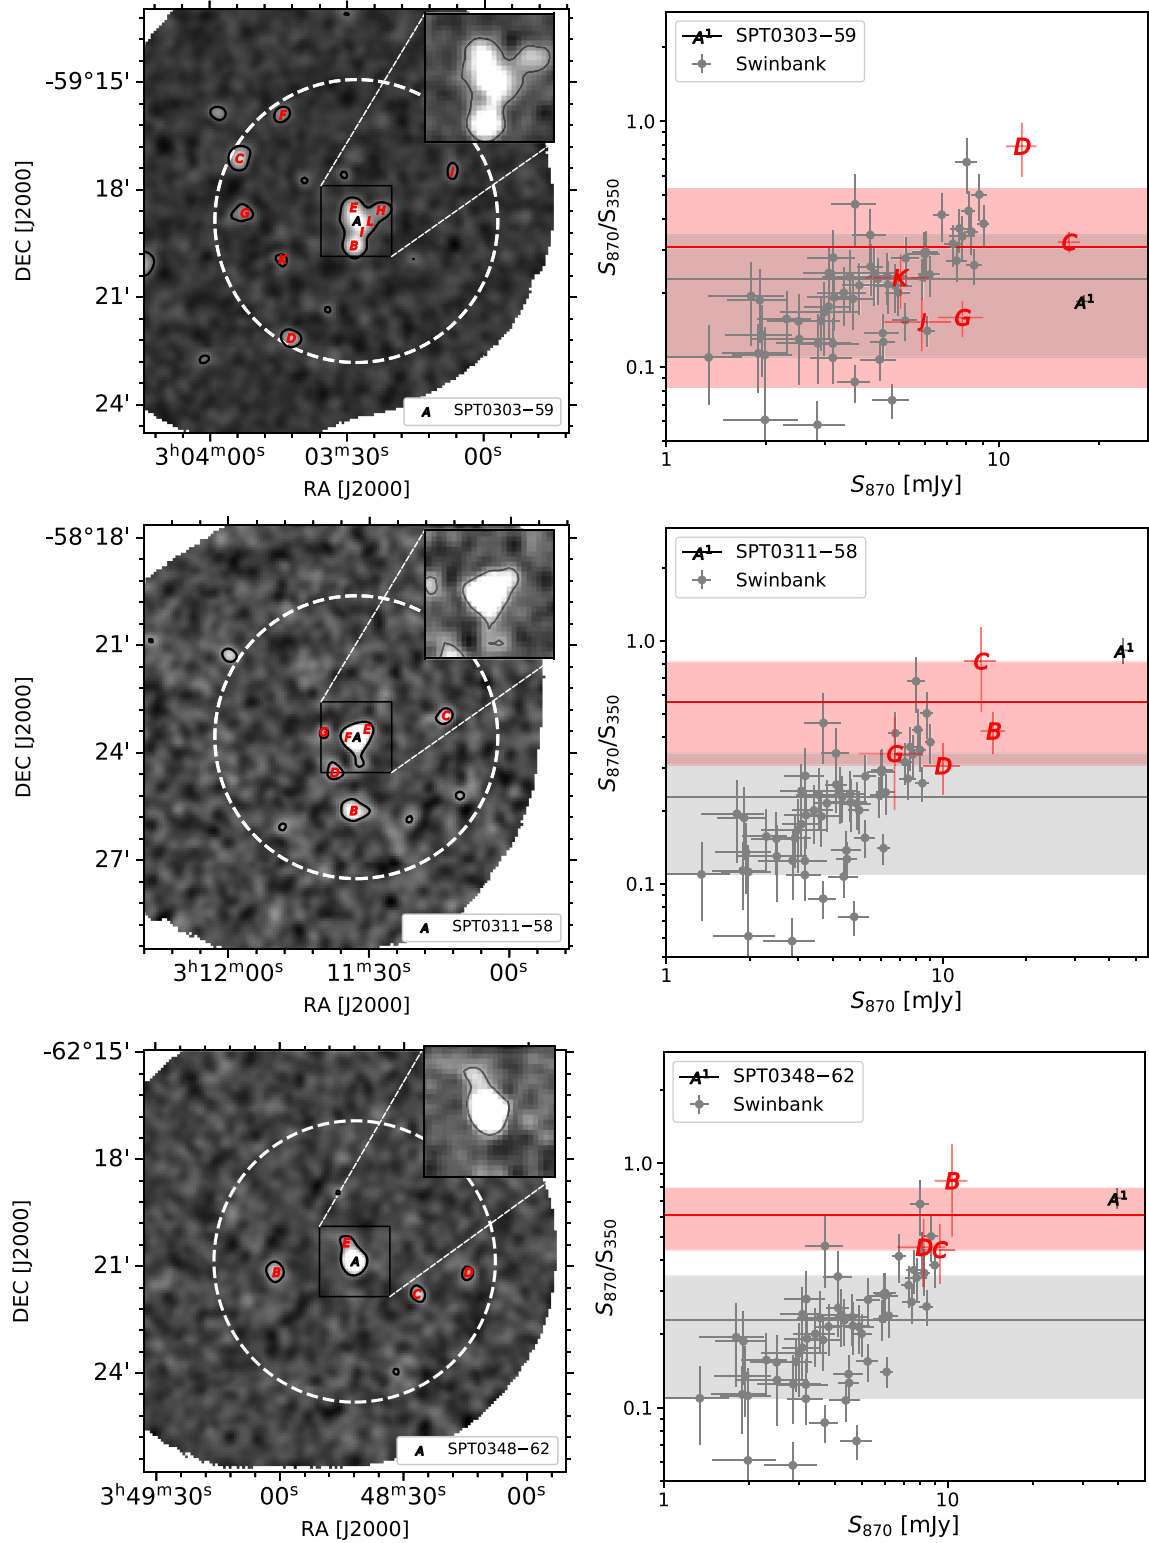 -59°15'
18'
21'
24'
DEC [J2000]
F
C
J
G
E
H
A
L
I
B
K
D
A SPT0303−59
3ʰ04ᵐ00ˢ 03ᵐ30ˢ 00ˢ
RA [J2000]
A¹ SPT0303−59
Swinbank
1.0
0.1
S₈₇₀/S₃₅₀
D
C
K
A¹
J
G
1 10
S₈₇₀ [mJy]
-58°18'
21'
24'
27'
DEC [J2000]
C
G
E
F
A
D
B
A SPT0311−58
3ʰ12ᵐ00ˢ 11ᵐ30ˢ 00ˢ
RA [J2000]
A¹ SPT0311−58
Swinbank
1.0
0.1
S₈₇₀/S₃₅₀
A¹
C
B
G
D
1 10
S₈₇₀ [mJy]
-62°15'
18'
21'
24'
DEC [J2000]
E
A
B
D
C
A SPT0348−62
3ʰ49ᵐ30ˢ 00ˢ 48ᵐ30ˢ 00ˢ
RA [J2000]
A¹ SPT0348−62
Swinbank
1.0
0.1
S₈₇₀/S₃₅₀
B
A¹
D
C
1 10
S₈₇₀ [mJy]